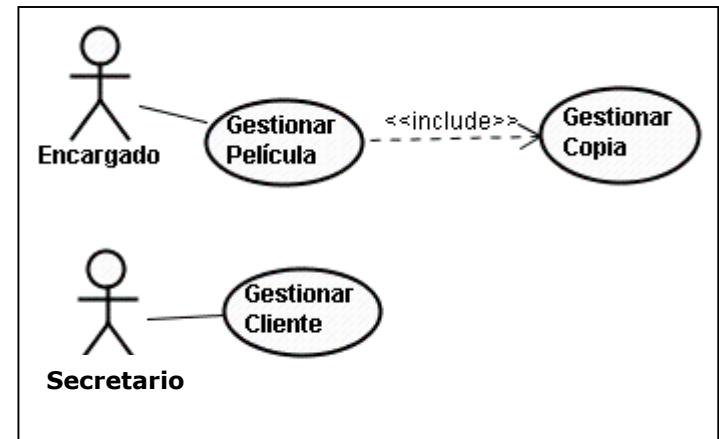 Encargado
Gestionar
Película
<<include>>
Gestionar
Copia
Secretario
Gestionar
Cliente